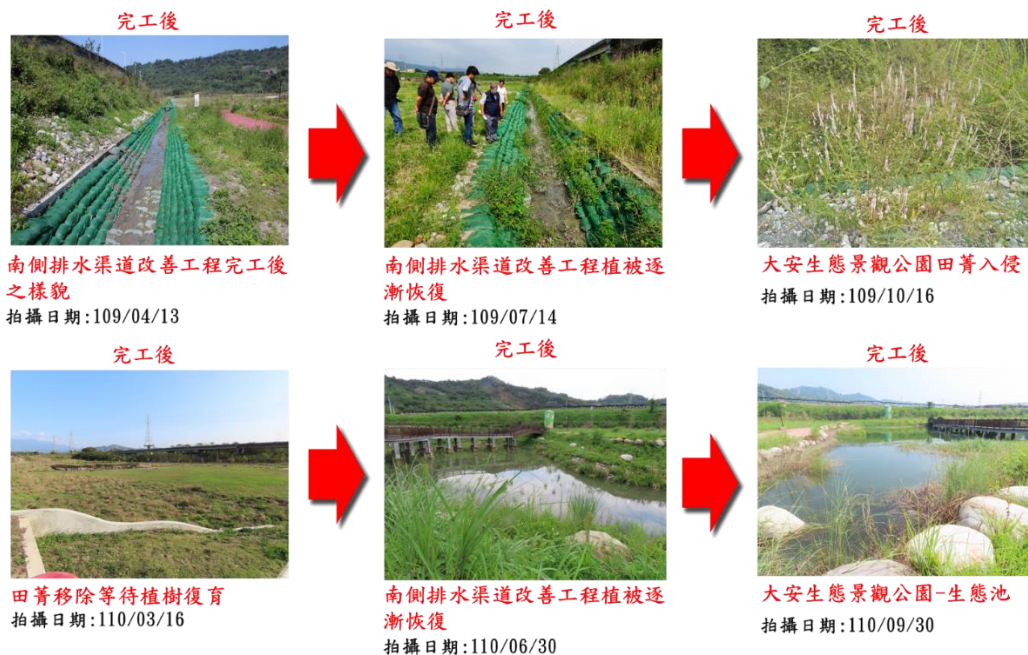 完工後
完工後
完工後
南側排水渠道改善工程完工後
之樣貌
拍攝日期:109/04/13
南側排水渠道改善工程植被逐
漸恢復
拍攝日期:109/07/14
大安生態景觀公園田菁入侵
拍攝日期:109/10/16
完工後
完工後
完工後
田菁移除等待植樹復育
拍攝日期:110/03/16
南側排水渠道改善工程植被逐
漸恢復
拍攝日期:110/06/30
大安生態景觀公園-生態池
拍攝日期:110/09/30